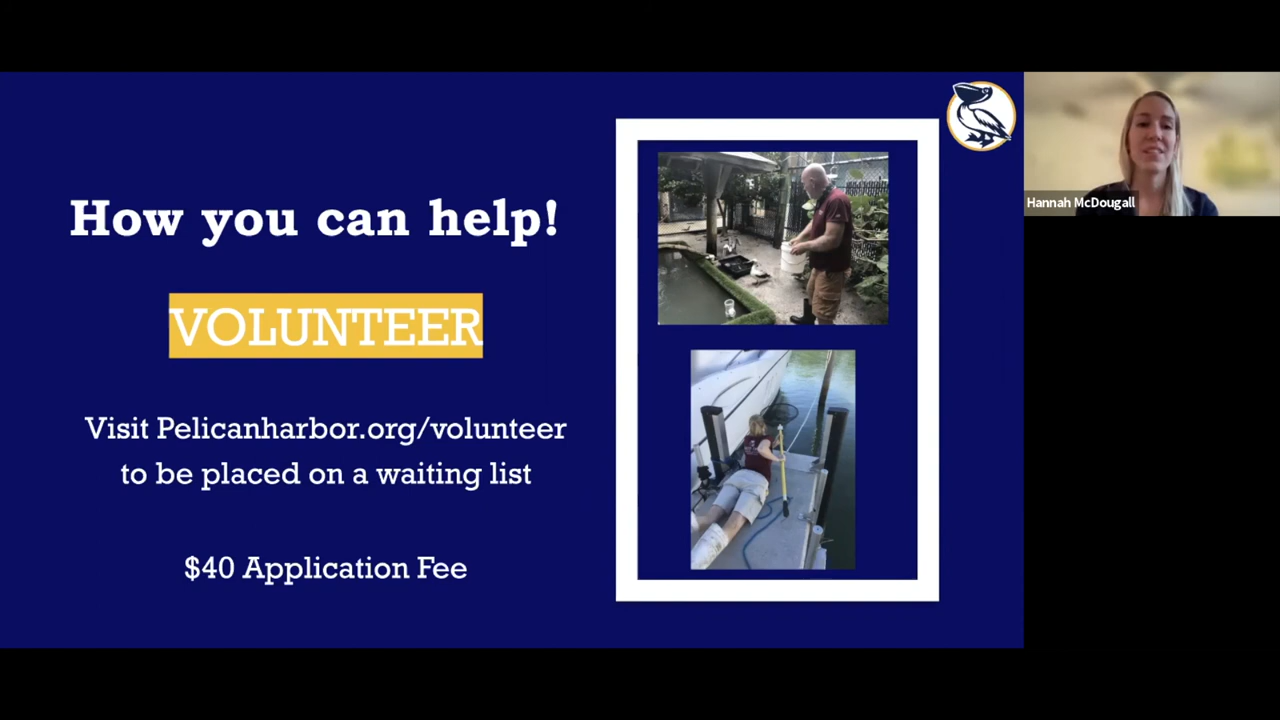 How you can help!
VOLUNTEER
Visit Pelicanharbor.org/volunteer
to be placed on a waiting list
$40 Application Fee
Hannah McDougall